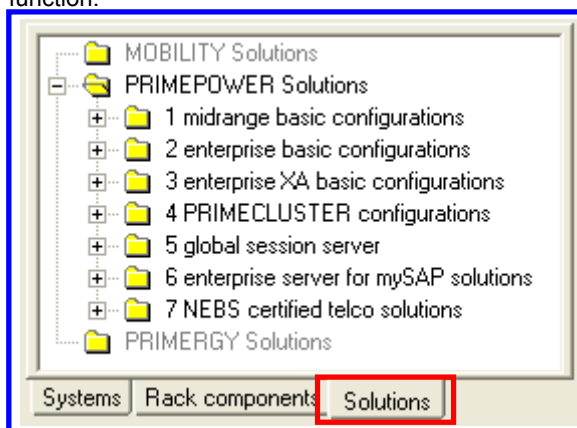 function.
MOBILITY Solutions
PRIMEPOWER Solutions
1 midrange basic configurations
2 enterprise basic configurations
3 enterprise XA basic configurations
4 PRIMECLUSTER configurations
5 global session server
6 enterprise server for mySAP solutions
7 NEBS certified telco solutions
PRIMERGY Solutions
Systems Rack components Solutions